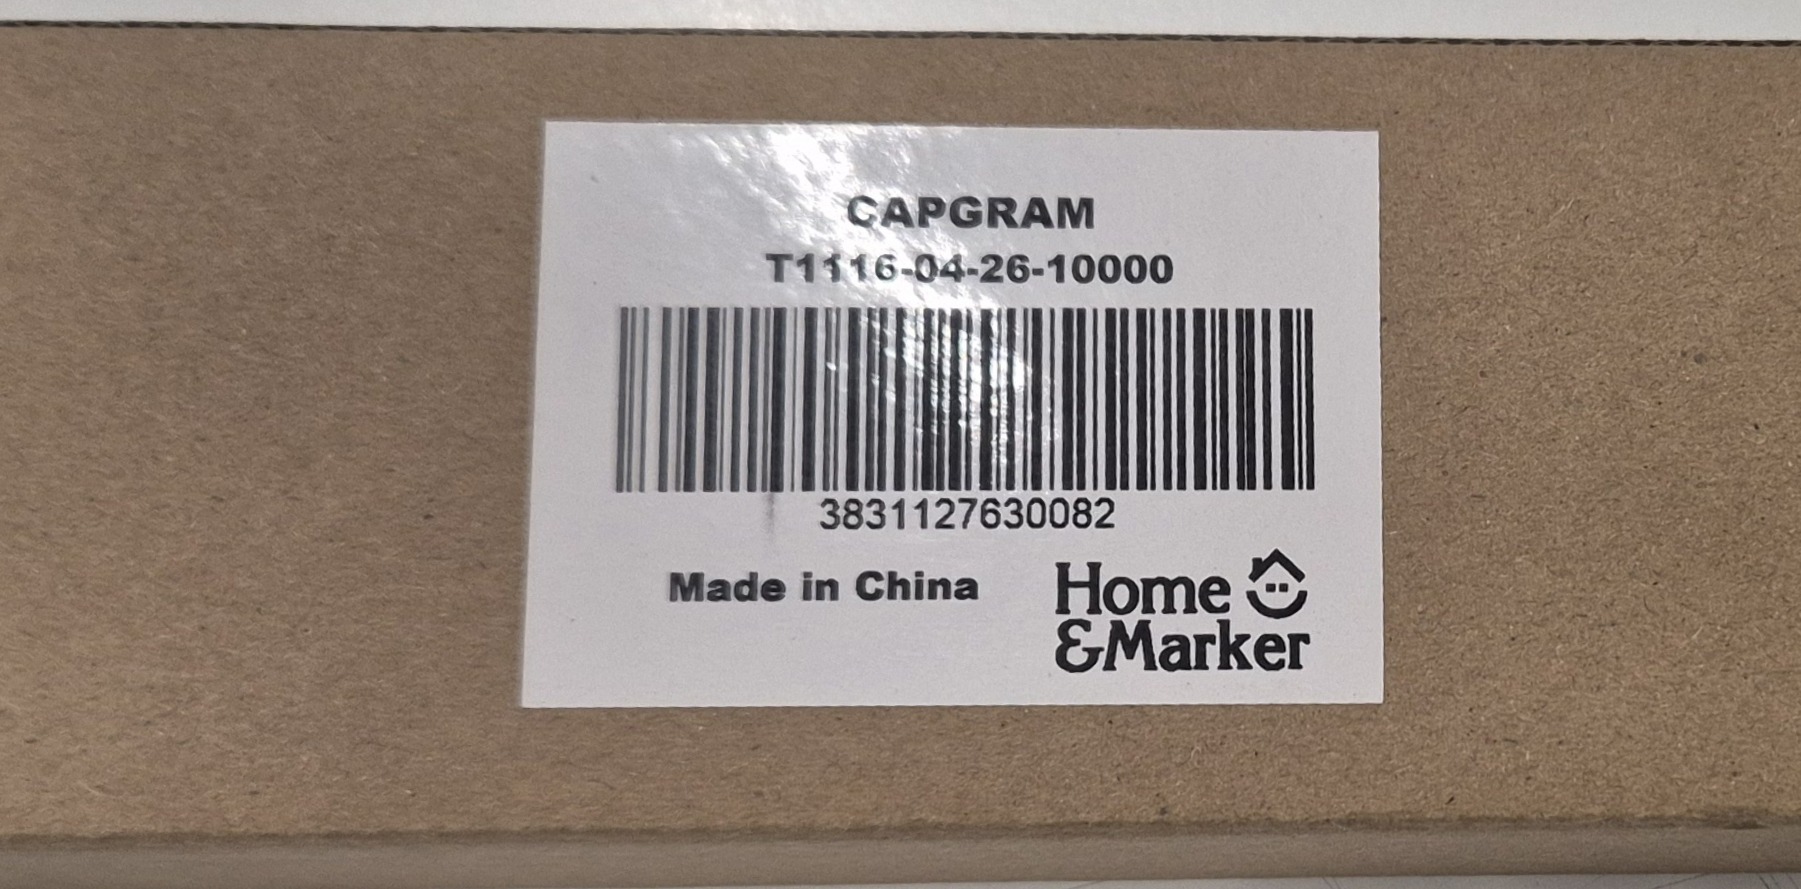 CAPGRAM
T1116-04-26-10000
3831127630082
Made in China
Home
&Marker